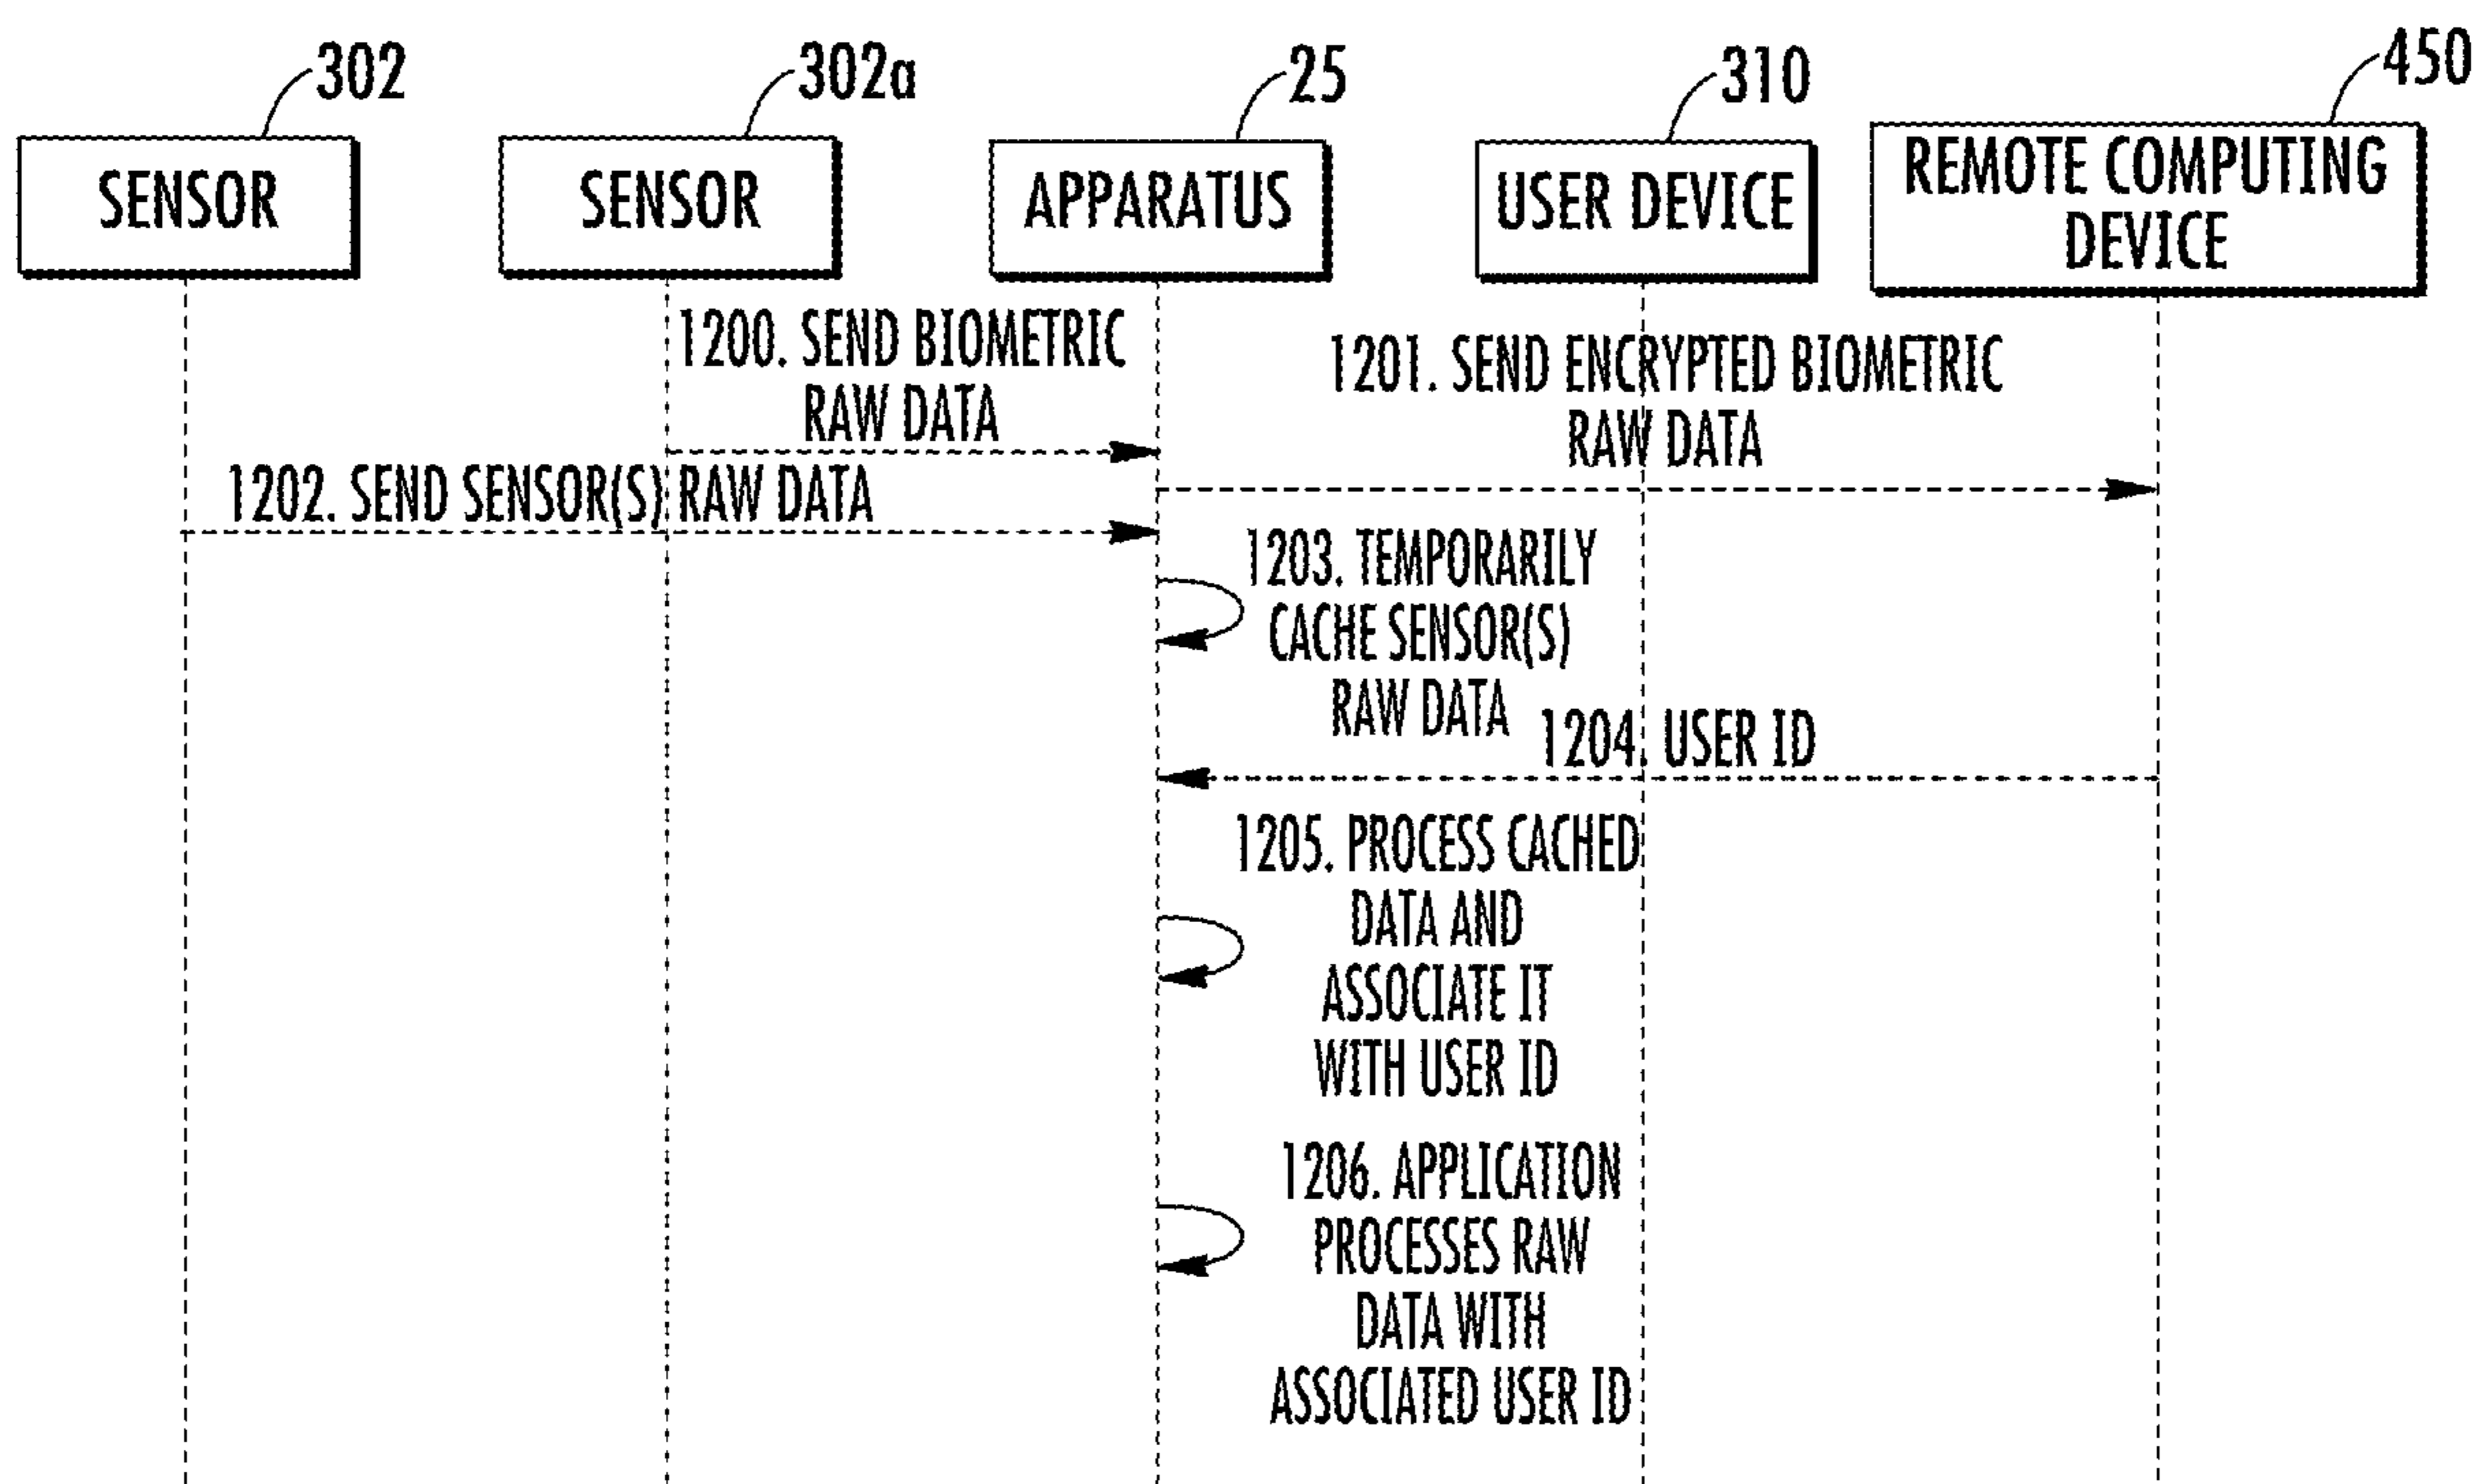 302
302a
25
310
450
SENSOR
SENSOR
APPARATUS
USER DEVICE
REMOTE COMPUTING
DEVICE
1200. SEND BIOMETRIC
RAW DATA
1201. SEND ENCRYPTED BIOMETRIC
RAW DATA
1202. SEND SENSOR(S) RAW DATA
1203. TEMPORARILY
CACHE SENSOR(S)
RAW DATA
1204. USER ID
1205. PROCESS CACHED
DATA AND
ASSOCIATE IT
WITH USER ID
1206. APPLICATION
PROCESSES RAW
DATA WITH
ASSOCIATED USER ID